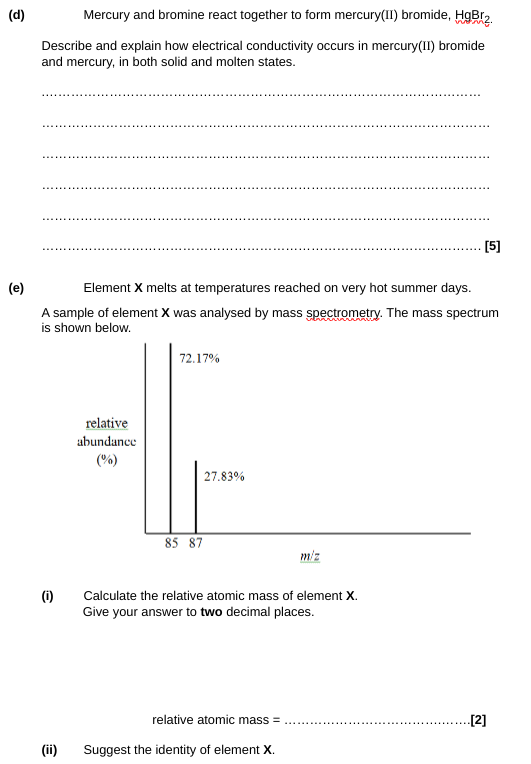 (d) Mercury and bromine react together to form mercury(II) bromide, HgBr2.
Describe and explain how electrical conductivity occurs in mercury(II) bromide
and mercury, in both solid and molten states.
[5]
(e) Element X melts at temperatures reached on very hot summer days.
A sample of element X was analysed by mass spectrometry. The mass spectrum
is shown below.
72.17%
relative
abundance
(%)
27.83%
85 87
m/z
(i) Calculate the relative atomic mass of element X.
Give your answer to two decimal places.
relative atomic mass = ……………………………………….[2]
(ii) Suggest the identity of element X.